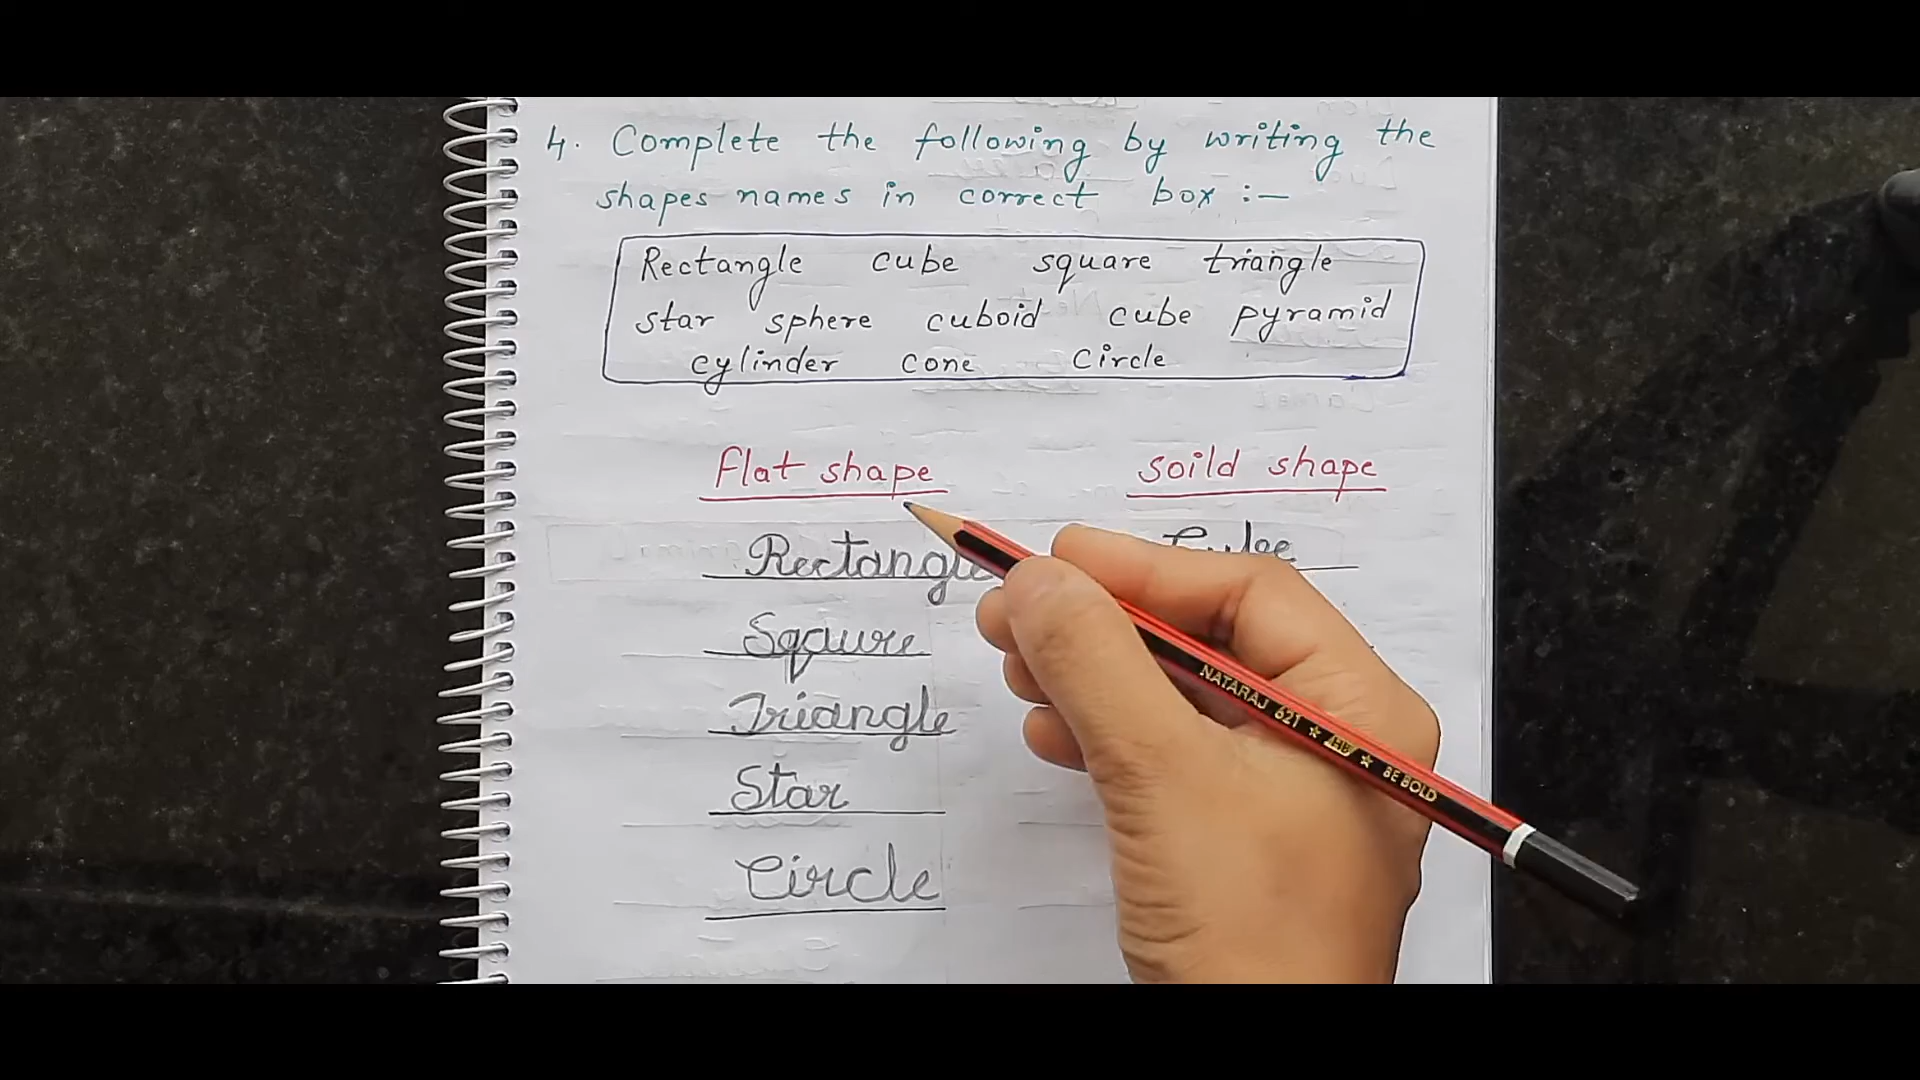 4. Complete the following by writing the
shapes names in correct box :-
Rectangle cube square triangle
star sphere cuboid cube pyramid
cylinder cone circle
Flat shape soild shape
Rectangle Cube
Sqaure
Triangle
Star
Circle
NATARAJ 621 ★ HB ★ BE BOLD